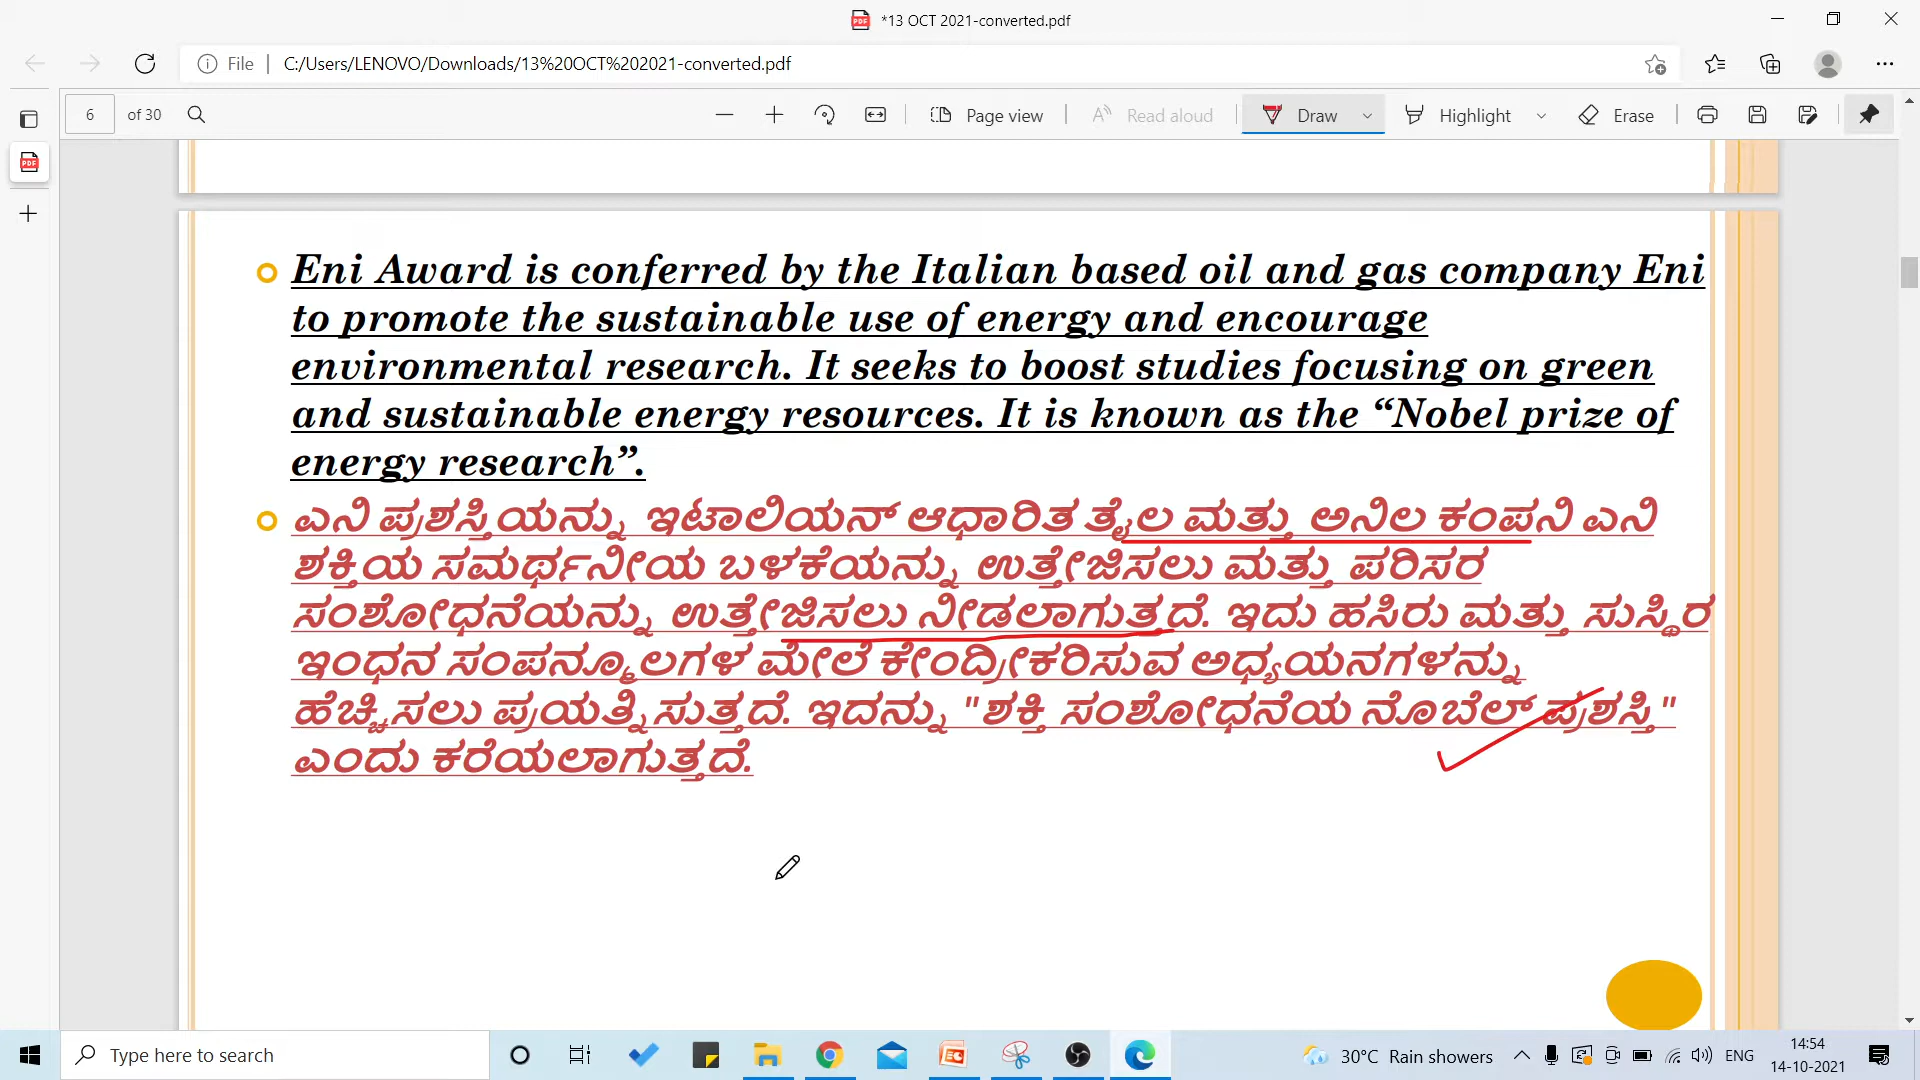 *13 OCT 2021-converted.pdf
File | C:/Users/LENOVO/Downloads/13%20OCT%202021-converted.pdf
6 of 30 Page view Read aloud Draw Highlight Erase
Eni Award is conferred by the Italian based oil and gas company Eni
to promote the sustainable use of energy and encourage
environmental research. It seeks to boost studies focusing on green
and sustainable energy resources. It is known as the “Nobel prize of
energy research”.
ಎನಿ ಪ್ರಶಸ್ತಿಯನ್ನು ಇಟಾಲಿಯನ್ ಆಧಾರಿತ ತೈಲ ಮತ್ತು ಅನಿಲ ಕಂಪನಿ ಎನಿ
ಶಕ್ತಿಯ ಸಮರ್ಥನೀಯ ಬಳಕೆಯನ್ನು ಉತ್ತೇಜಿಸಲು ಮತ್ತು ಪರಿಸರ
ಸಂಶೋಧನೆಯನ್ನು ಉತ್ತೇಜಿಸಲು ನೀಡಲಾಗುತ್ತದೆ. ಇದು ಹಸಿರು ಮತ್ತು ಸುಸ್ಥಿರ
ಇಂಧನ ಸಂಪನ್ಮೂಲಗಳ ಮೇಲೆ ಕೇಂದ್ರೀಕರಿಸುವ ಅಧ್ಯಯನಗಳನ್ನು
ಹೆಚ್ಚಿಸಲು ಪ್ರಯತ್ನಿಸುತ್ತದೆ. ಇದನ್ನು "ಶಕ್ತಿ ಸಂಶೋಧನೆಯ ನೊಬೆಲ್ ಪ್ರಶಸ್ತಿ"
ಎಂದು ಕರೆಯಲಾಗುತ್ತದೆ.
Type here to search 30°C Rain showers ENG 14:54
14-10-2021